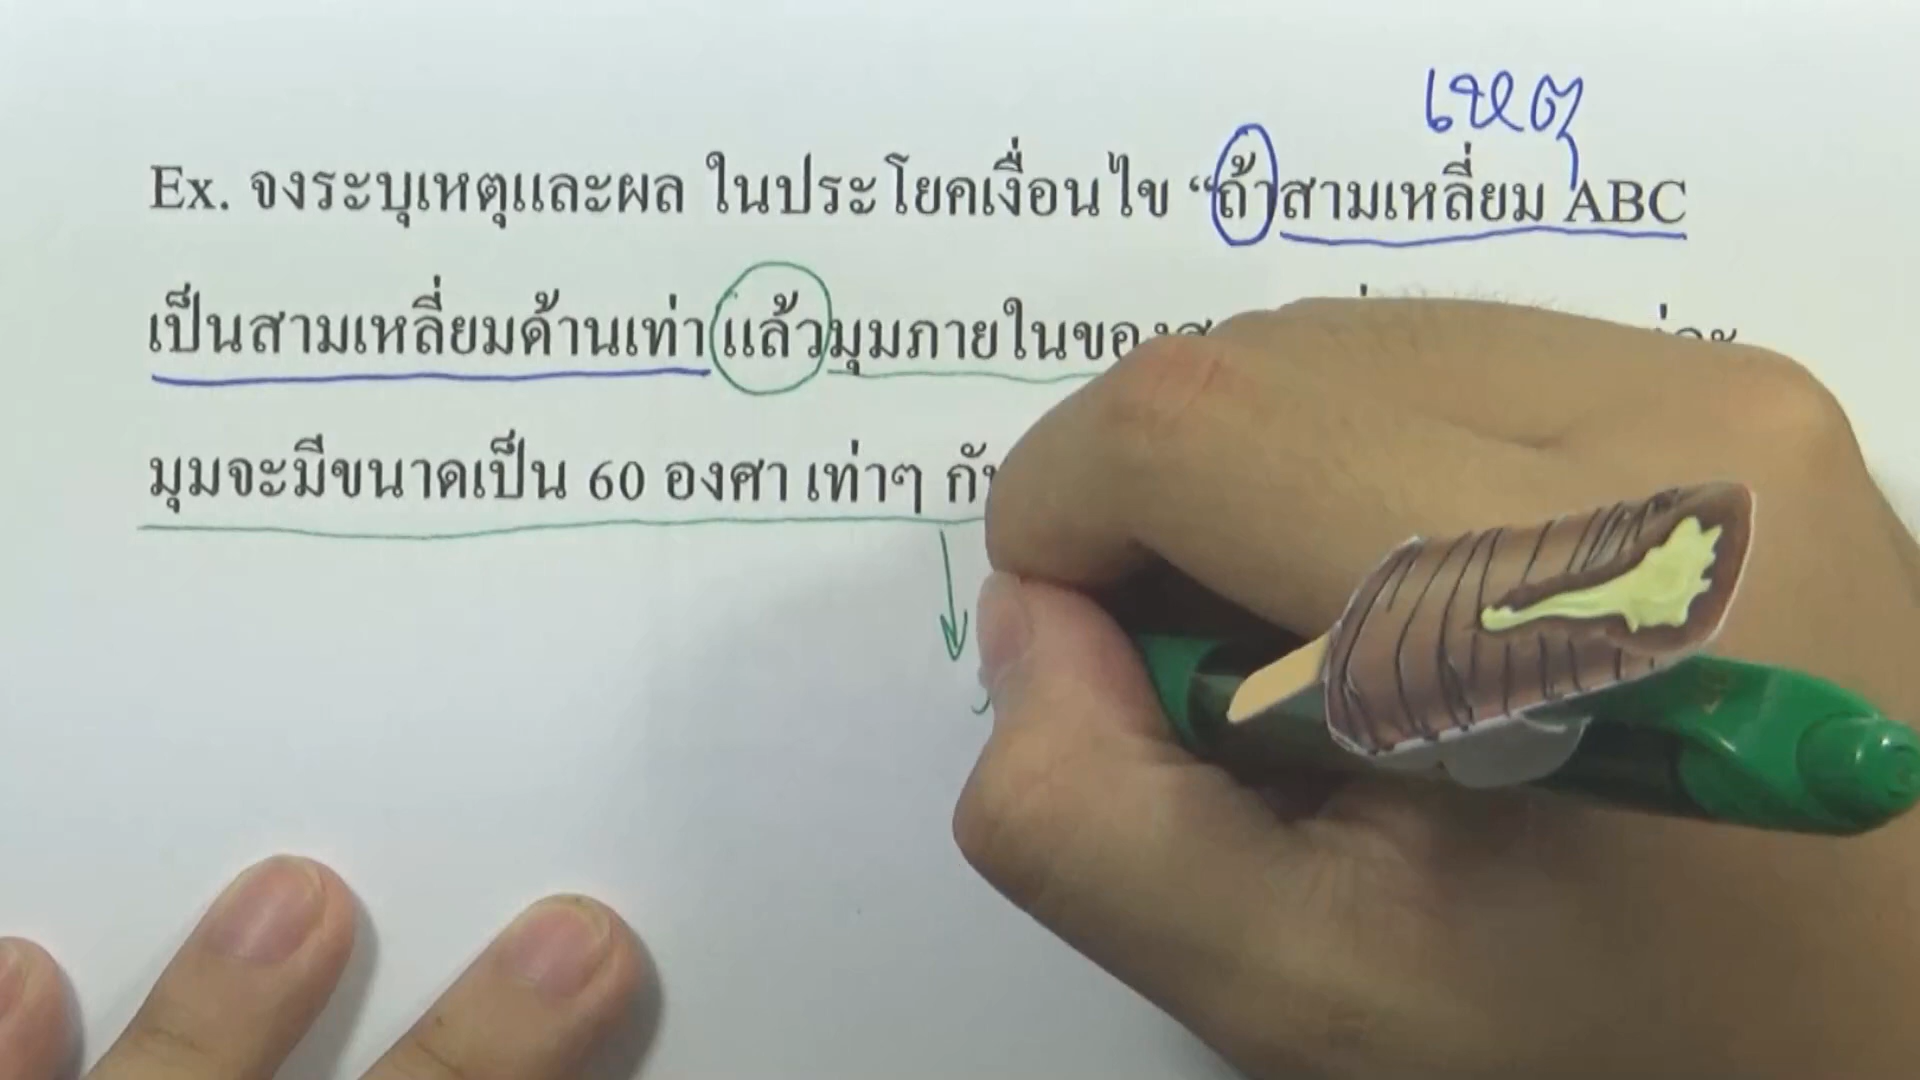 เหตุ
Ex. จงระบุเหตุและผล ในประโยคเงื่อนไข “ถ้าสามเหลี่ยม ABC
เป็นสามเหลี่ยมด้านเท่า แล้วมุมภายในของ
มุมจะมีขนาดเป็น 60 องศา เท่าๆ